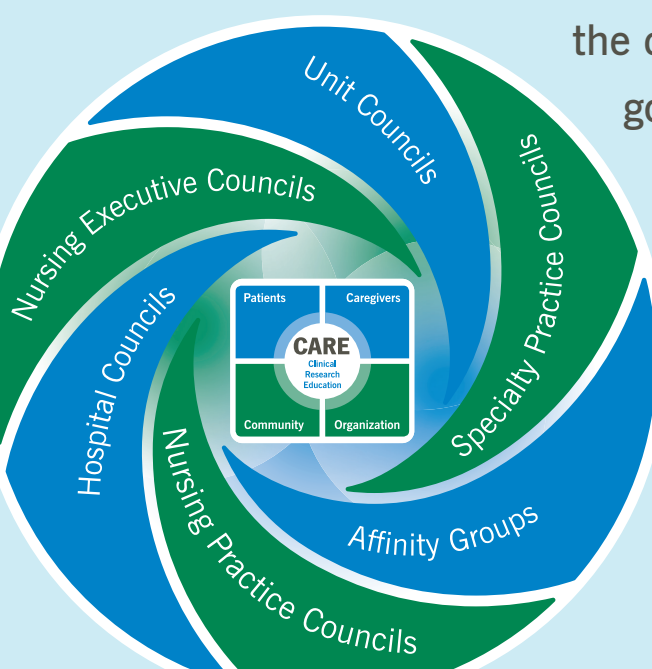 the
Unit Councils
Specialty Practice Councils
Nursing Executive Councils
Hospital Councils
Patients
Caregivers
CARE
Clinical
Research
Education
Community
Organization
Affinity Groups
Nursing Practice Councils